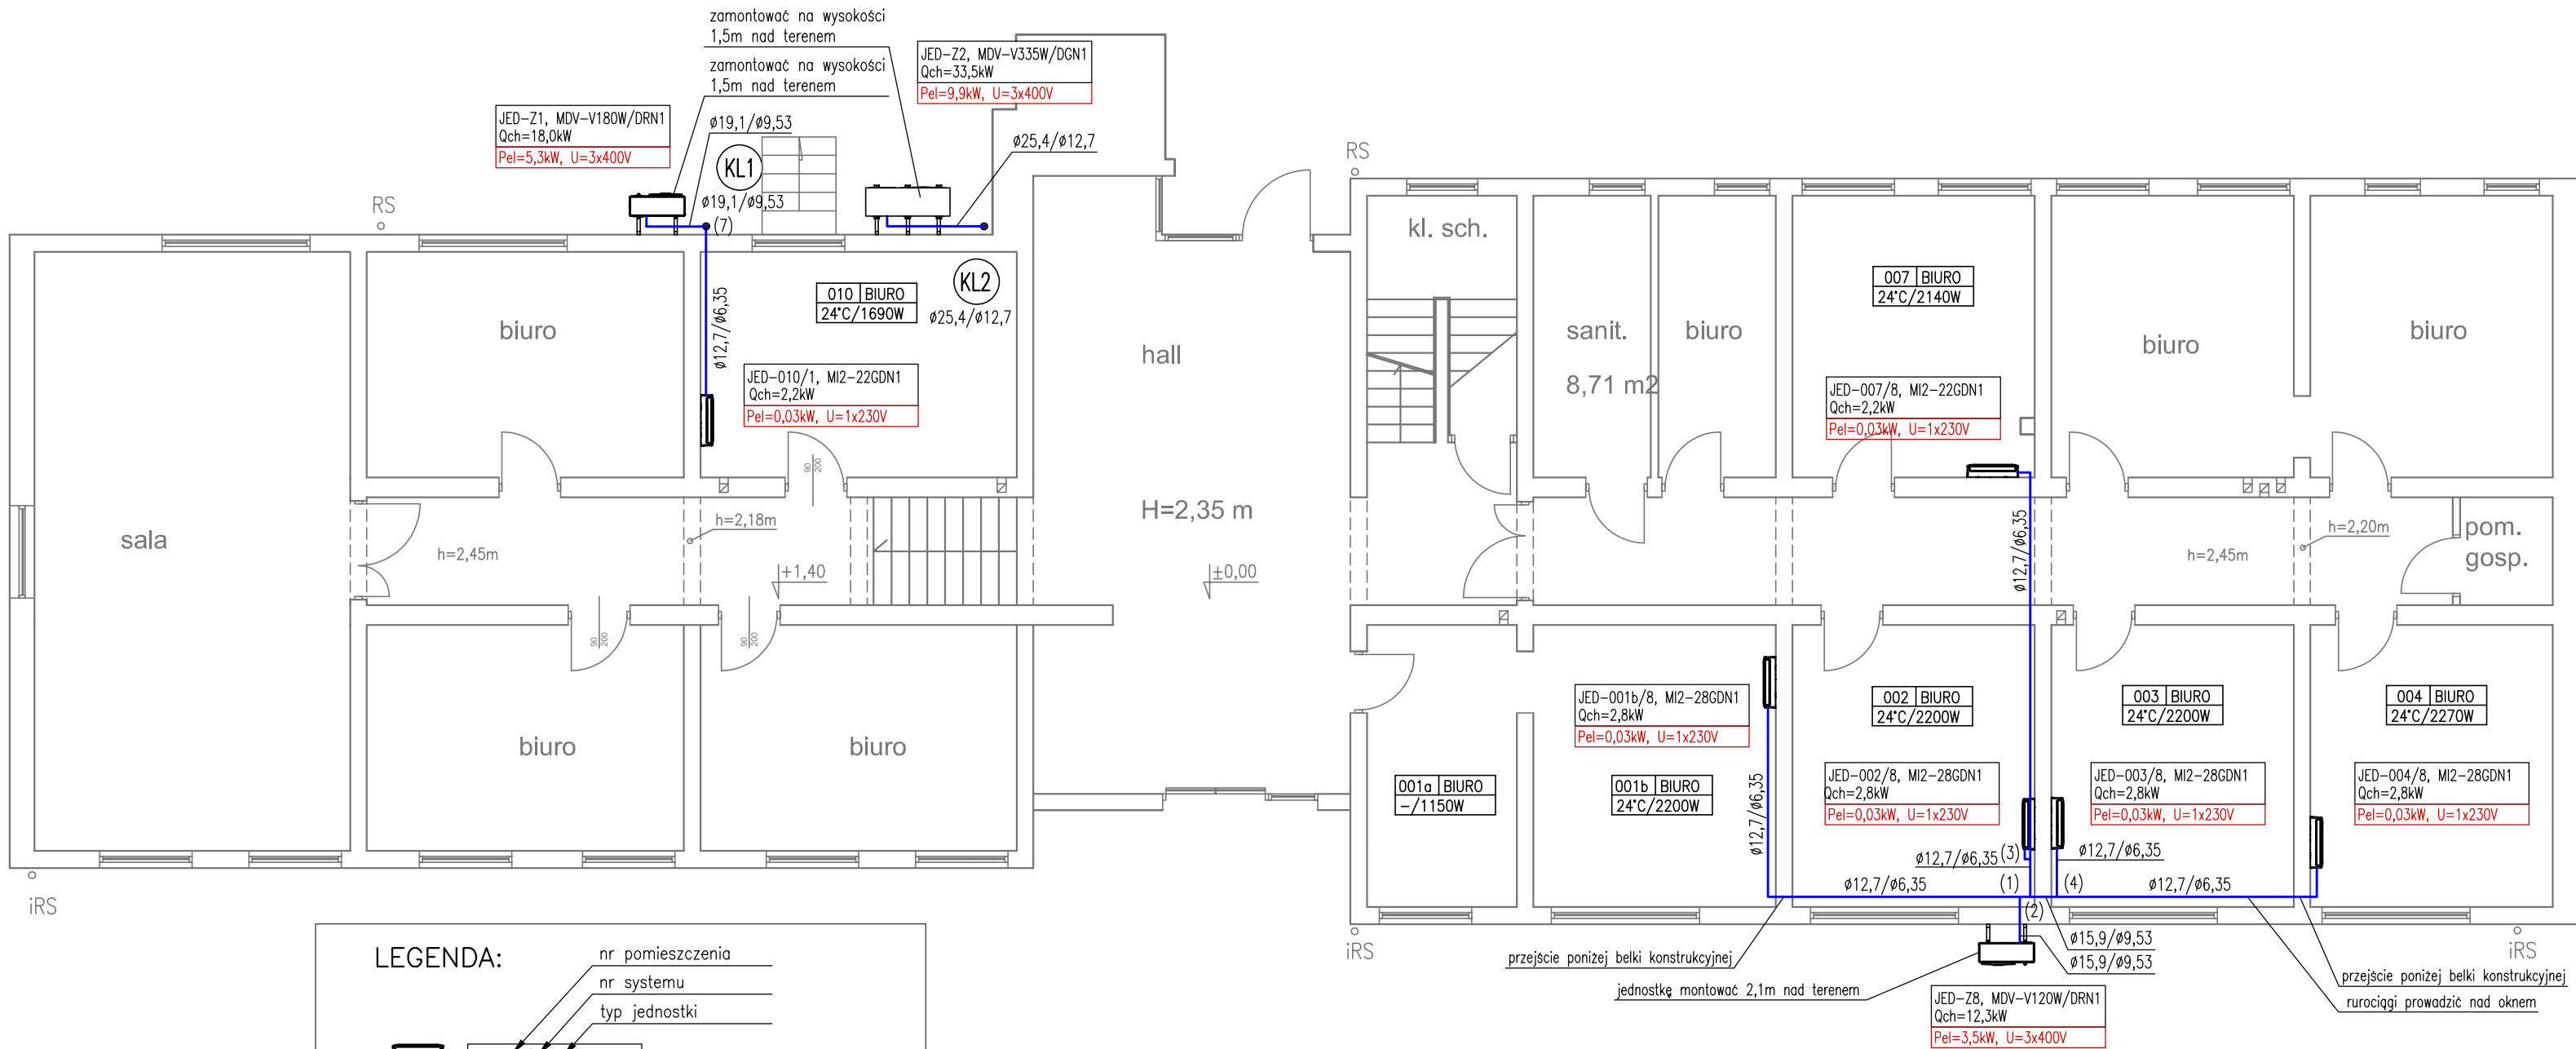 zamontować na wysokości
1,5m nad terenem
zamontować na wysokości
1,5m nad terenem
JED-Z2, MDV-V335W/DGN1
Qch=33,5kW
Pel=9,9kW, U=3x400V
JED-Z1, MDV-V180W/DRN1
Qch=18,0kW
Pel=5,3kW, U=3x400V
ø19,1/ø9,53
ø25,4/ø12,7
KL1
ø19,1/ø9,53
(7)
RS
RS
kl. sch.
KL2
ø25,4/ø12,7
010 BIURO
24°C/1690W
007 BIURO
24°C/2140W
ø12,7/ø6,35
biuro
hall
sanit.
8,71 m2
biuro
biuro
biuro
JED-010/1, MI2-22GDN1
Qch=2,2kW
Pel=0,03kW, U=1x230V
JED-007/8, MI2-22GDN1
Qch=2,2kW
Pel=0,03kW, U=1x230V
90
200
sala
h=2,45m
h=2,18m
+1,40
H=2,35 m
±0,00
ø12,7/ø6,35
h=2,45m
h=2,20m
pom.
gosp.
90
200
90
200
biuro
biuro
JED-001b/8, MI2-28GDN1
Qch=2,8kW
Pel=0,03kW, U=1x230V
002 BIURO
24°C/2200W
003 BIURO
24°C/2200W
004 BIURO
24°C/2270W
001a BIURO
-/1150W
001b BIURO
24°C/2200W
ø12,7/ø6,35
JED-002/8, MI2-28GDN1
Qch=2,8kW
Pel=0,03kW, U=1x230V
JED-003/8, MI2-28GDN1
Qch=2,8kW
Pel=0,03kW, U=1x230V
JED-004/8, MI2-28GDN1
Qch=2,8kW
Pel=0,03kW, U=1x230V
ø12,7/ø6,35
(3)
ø12,7/ø6,35
ø12,7/ø6,35
(1)
(4)
ø12,7/ø6,35
(2)
iRS
iRS
iRS
ø15,9/ø9,53
ø15,9/ø9,53
przejście poniżej belki konstrukcyjnej
jednostkę montować 2,1m nad terenem
przejście poniżej belki konstrukcyjnej
rurociągi prowadzić nad oknem
JED-Z8, MDV-V120W/DRN1
Qch=12,3kW
Pel=3,5kW, U=3x400V
LEGENDA:
nr pomieszczenia
nr systemu
typ jednostki